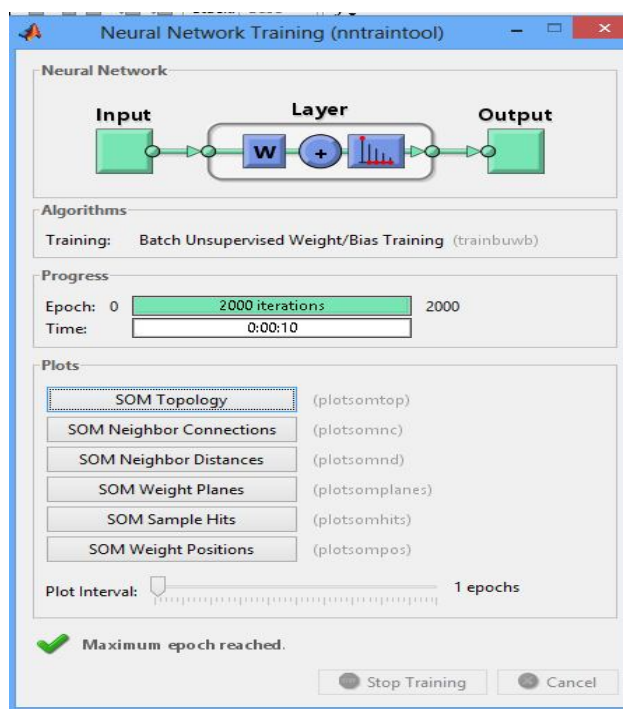 Neural Network Training (nntraintool)
Neural Network
Input
Layer
Output
W
+
Algorithms
Training: Batch Unsupervised Weight/Bias Training (trainbuwb)
Progress
Epoch: 0 2000 iterations 2000
Time: 0:00:10
Plots
SOM Topology (plotsomtop)
SOM Neighbor Connections (plotsomnc)
SOM Neighbor Distances (plotsomnd)
SOM Weight Planes (plotsomplanes)
SOM Sample Hits (plotsomhits)
SOM Weight Positions (plotsompos)
Plot Interval: 1 epochs
Maximum epoch reached.
Stop Training Cancel